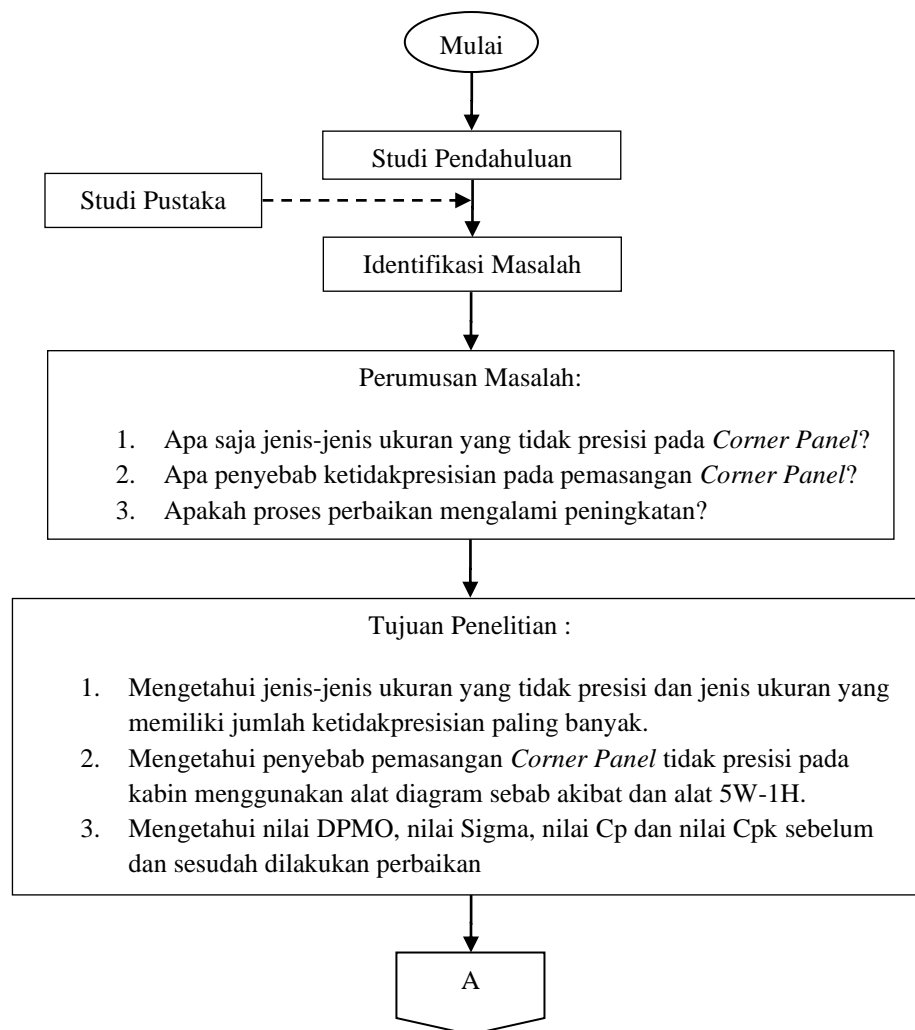 Mulai
Studi Pendahuluan
Studi Pustaka
Identifikasi Masalah
Perumusan Masalah:
1. Apa saja jenis-jenis ukuran yang tidak presisi pada Corner Panel?
2. Apa penyebab ketidakpresisian pada pemasangan Corner Panel?
3. Apakah proses perbaikan mengalami peningkatan?
Tujuan Penelitian :
1. Mengetahui jenis-jenis ukuran yang tidak presisi dan jenis ukuran yang
memiliki jumlah ketidakpresisian paling banyak.
2. Mengetahui penyebab pemasangan Corner Panel tidak presisi pada
kabin menggunakan alat diagram sebab akibat dan alat 5W-1H.
3. Mengetahui nilai DPMO, nilai Sigma, nilai Cp dan nilai Cpk sebelum
dan sesudah dilakukan perbaikan
A